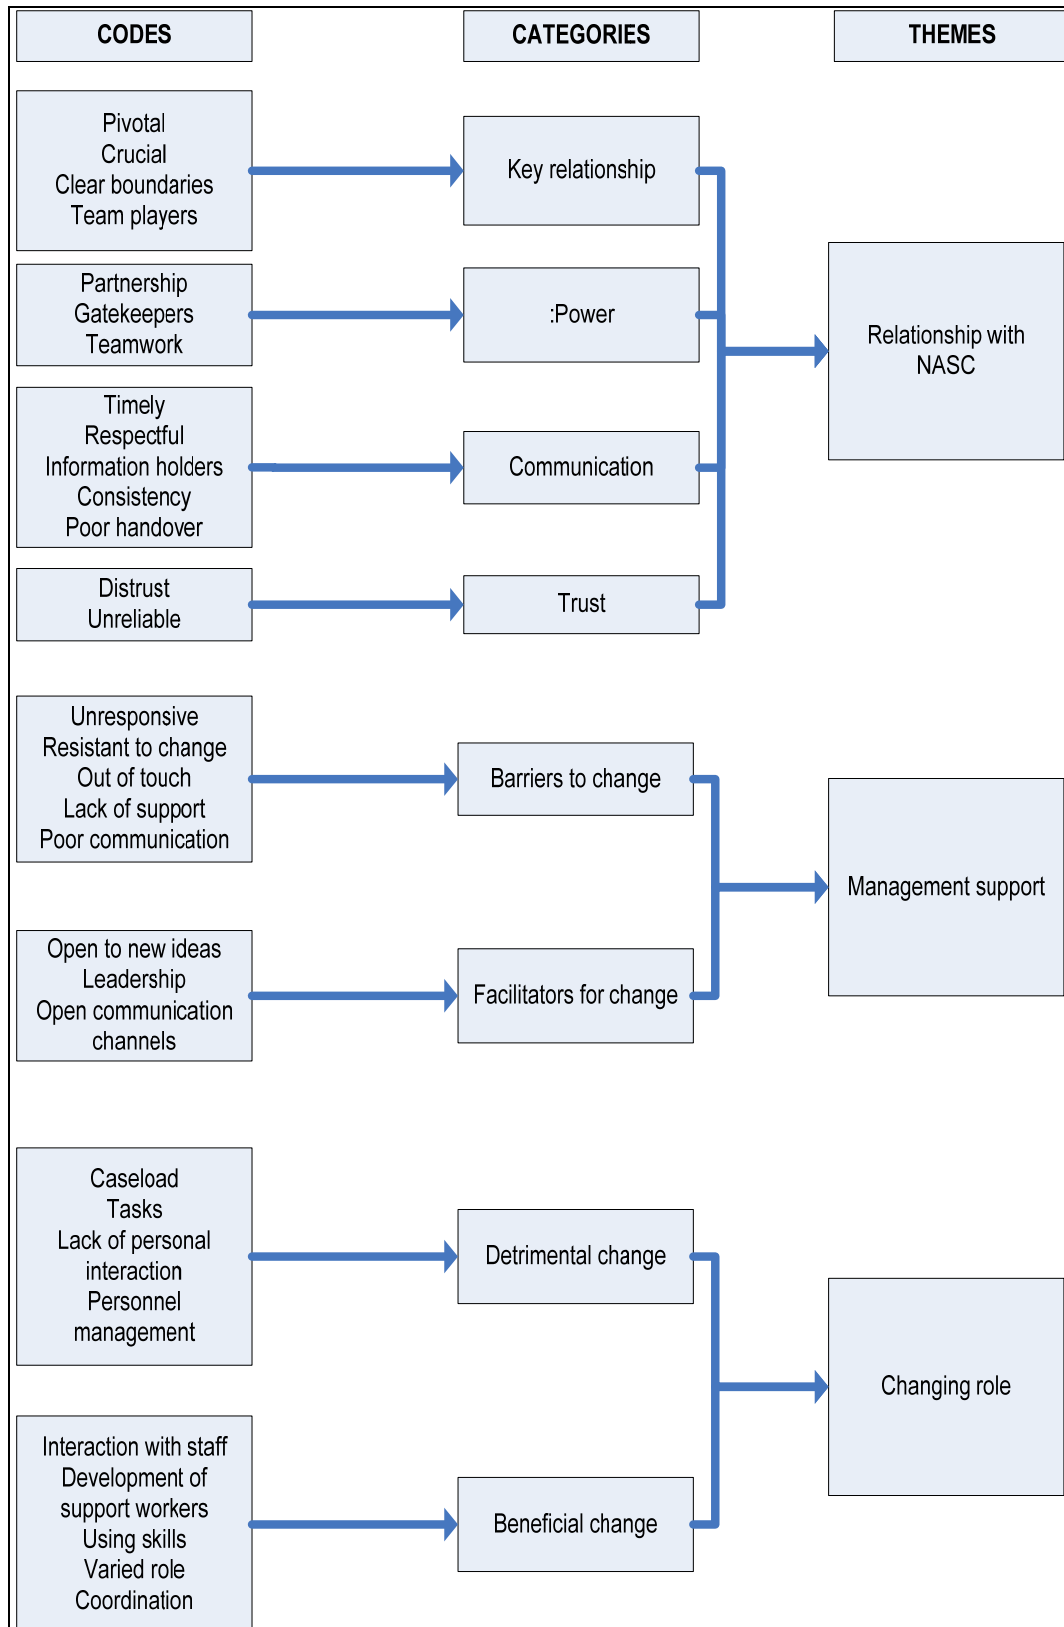 CODES
CATEGORIES
THEMES
Pivotal
Crucial
Clear boundaries
Team players
Key relationship
Partnership
Gatekeepers
Teamwork
:Power
Relationship with
NASC
Timely
Respectful
Information holders
Consistency
Poor handover
Communication
Distrust
Unreliable
Trust
Unresponsive
Resistant to change
Out of touch
Lack of support
Poor communication
Barriers to change
Management support
Open to new ideas
Leadership
Open communication
channels
Facilitators for change
Caseload
Tasks
Lack of personal
interaction
Personnel
management
Detrimental change
Changing role
Interaction with staff
Development of
support workers
Using skills
Varied role
Coordination
Beneficial change